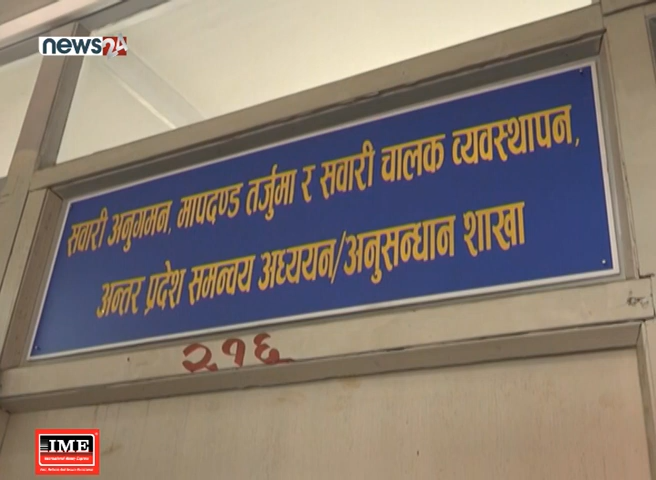 news24
सवारी अनुगमन, मापदण्ड तर्जुमा र सवारी चालक व्यवस्थापन,
अन्तर प्रदेश समन्वय अध्ययन/अनुसन्धान शाखा
२१६
IME